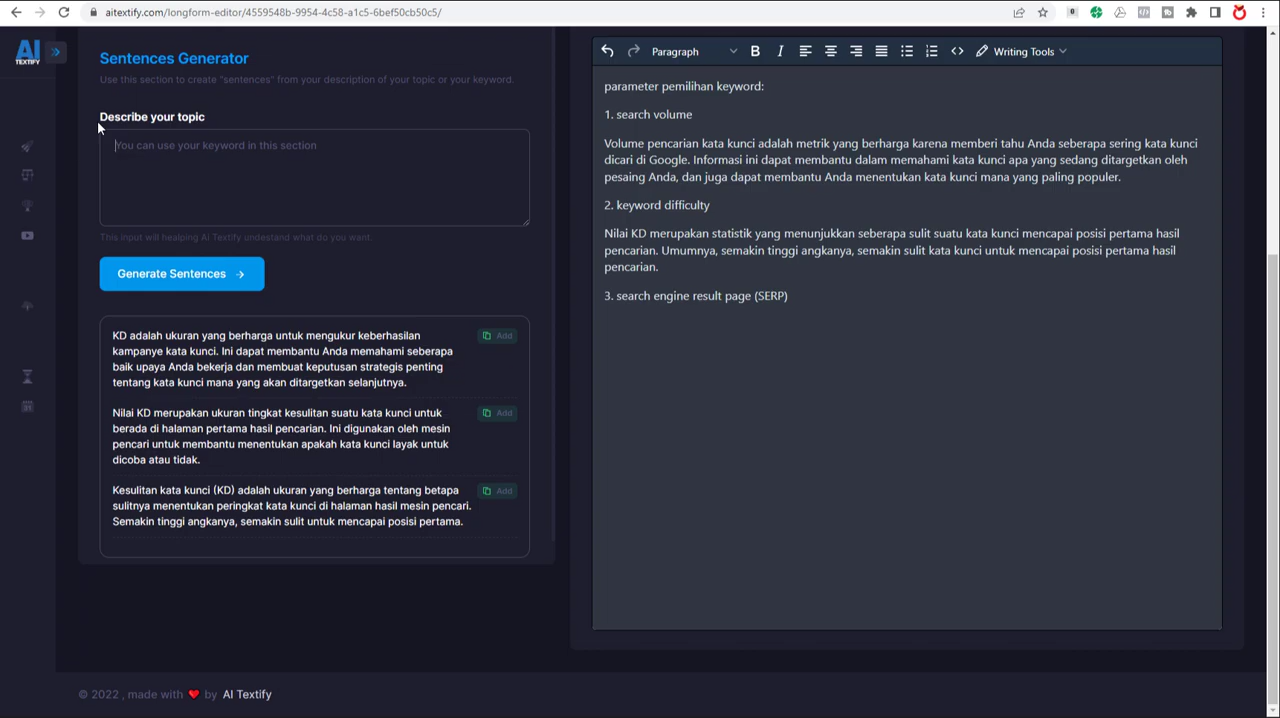 aitextify.com/longform-editor/4559548b-9954-4c58-a1c5-6bef50cb50c5/
AI
TEXTIFY
Sentences Generator
Use this section to create "sentences" from your description of your topic or your keyword.
Describe your topic
You can use your keyword in this section
This input will healping AI Textify undestand what do you want.
Generate Sentences
KD adalah ukuran yang berharga untuk mengukur keberhasilan
kampanye kata kunci. Ini dapat membantu Anda memahami seberapa
baik upaya Anda bekerja dan membuat keputusan strategis penting
tentang kata kunci mana yang akan ditargetkan selanjutnya.
Add
Nilai KD merupakan ukuran tingkat kesulitan suatu kata kunci untuk
berada di halaman pertama hasil pencarian. Ini digunakan oleh mesin
pencari untuk membantu menentukan apakah kata kunci layak untuk
dicoba atau tidak.
Add
Kesulitan kata kunci (KD) adalah ukuran yang berharga tentang betapa
sulitnya menentukan peringkat kata kunci di halaman hasil mesin pencari.
Semakin tinggi angkanya, semakin sulit untuk mencapai posisi pertama.
Add
Paragraph
B
I
Writing Tools
parameter pemilihan keyword:
1. search volume
Volume pencarian kata kunci adalah metrik yang berharga karena memberi tahu Anda seberapa sering kata kunci
dicari di Google. Informasi ini dapat membantu dalam memahami kata kunci apa yang sedang ditargetkan oleh
pesaing Anda, dan juga dapat membantu Anda menentukan kata kunci mana yang paling populer.
2. keyword difficulty
Nilai KD merupakan statistik yang menunjukkan seberapa sulit suatu kata kunci mencapai posisi pertama hasil
pencarian. Umumnya, semakin tinggi angkanya, semakin sulit kata kunci untuk mencapai posisi pertama hasil
pencarian.
3. search engine result page (SERP)
© 2022 , made with ❤ by AI Textify